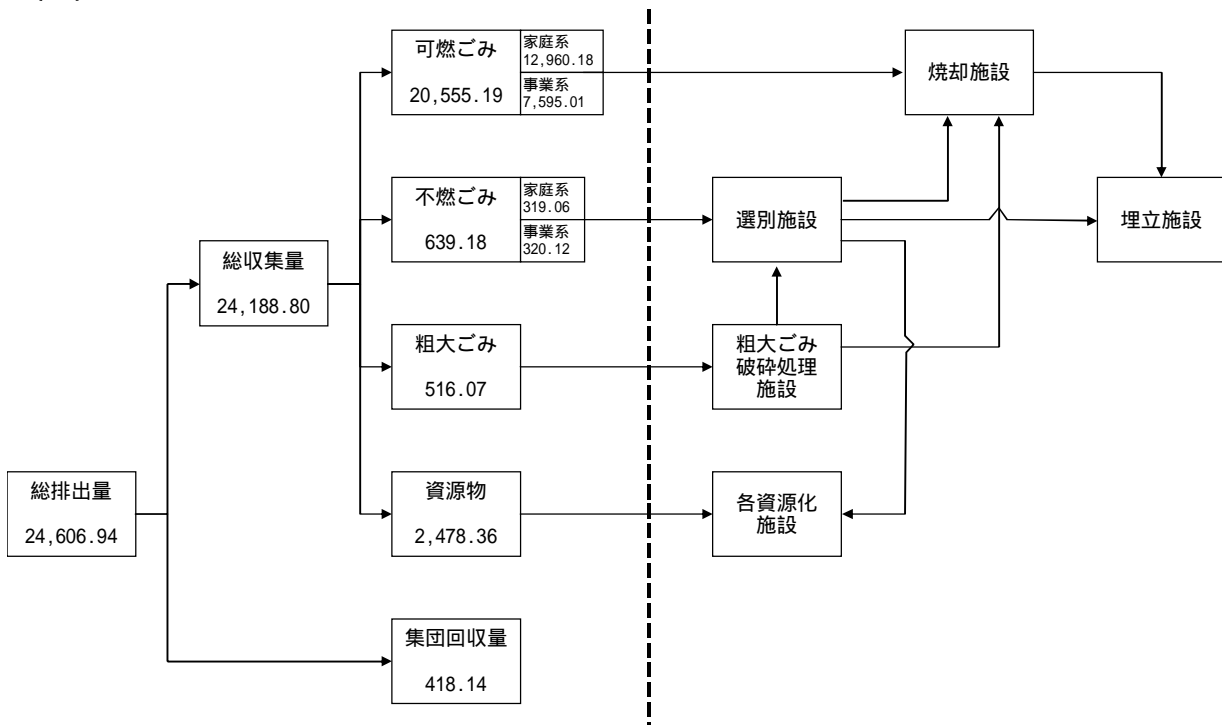 可燃ごみ
20,555.19
家庭系
12,960.18
事業系
7,595.01
焼却施設
不燃ごみ
639.18
家庭系
319.06
事業系
320.12
選別施設
埋立施設
総収集量
24,188.80
粗大ごみ
516.07
粗大ごみ
破砕処理
施設
総排出量
24,606.94
資源物
2,478.36
各資源化
施設
集団回収量
418.14